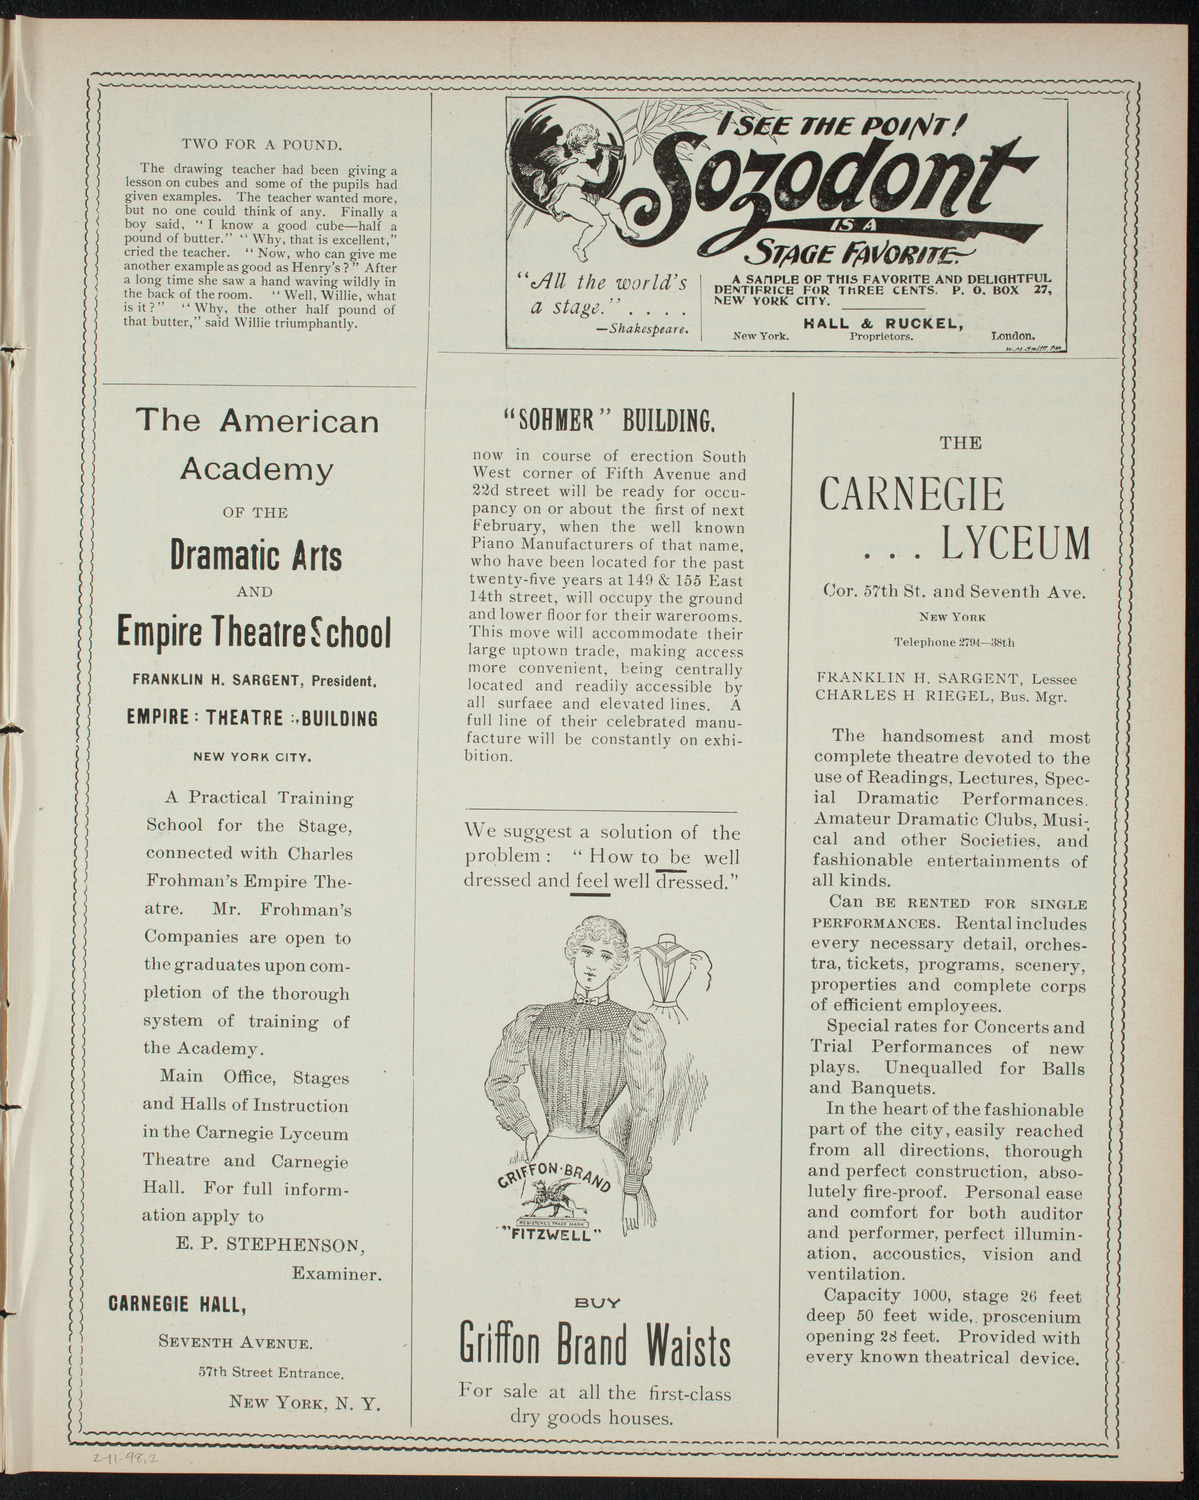 TWO FOR A POUND.
The drawing teacher had been giving a
lesson on cubes and some of the pupils had
given examples. The teacher wanted more,
but no one could think of any. Finally a
boy said, "I know a good cube—half a
pound of butter." "Why, that is excellent,"
cried the teacher. "Now, who can give me
another example as good as Henry's?" After
a long time she saw a hand waving wildly in
the back of the room. "Well, Willie, what
is it?" "Why, the other half pound of
that butter," said Willie triumphantly.
I SEE THE POINT!
Sozodont
IS A
STAGE FAVORITE.
"All the world's
a stage." . . . .
—Shakespeare.
A SAMPLE OF THIS FAVORITE AND DELIGHTFUL
DENTIFRICE FOR THREE CENTS. P. O. BOX 27,
NEW YORK CITY.
HALL & RUCKEL,
New York. Proprietors. London.
The American
Academy
OF THE
Dramatic Arts
AND
Empire Theatre School
FRANKLIN H. SARGENT, President.
EMPIRE : THEATRE : BUILDING
NEW YORK CITY.
A Practical Training
School for the Stage,
connected with Charles
Frohman's Empire The-
atre. Mr. Frohman's
Companies are open to
the graduates upon com-
pletion of the thorough
system of training of
the Academy.
Main Office, Stages
and Halls of Instruction
in the Carnegie Lyceum
Theatre and Carnegie
Hall. For full inform-
ation apply to
E. P. STEPHENSON,
Examiner.
CARNEGIE HALL,
SEVENTH AVENUE.
57th Street Entrance.
NEW YORK, N. Y.
"SOHMER" BUILDING.
now in course of erection South
West corner of Fifth Avenue and
22d street will be ready for occu-
pancy on or about the first of next
February, when the well known
Piano Manufacturers of that name,
who have been located for the past
twenty-five years at 149 & 155 East
14th street, will occupy the ground
and lower floor for their warerooms.
This move will accommodate their
large uptown trade, making access
more convenient, being centrally
located and readily accessible by
all surfaee and elevated lines. A
full line of their celebrated manu-
facture will be constantly on exhi-
bition.
We suggest a solution of the
problem: "How to be well
dressed and feel well dressed."
GRIFFON-BRAND
REGISTERED TRADE MARK
"FITZWELL"
BUY
Griffon Brand Waists
For sale at all the first-class
dry goods houses.
THE
CARNEGIE
. . . LYCEUM
Cor. 57th St. and Seventh Ave.
NEW YORK
Telephone 2794—38th
FRANKLIN H. SARGENT, Lessee
CHARLES H RIEGEL, Bus. Mgr.
The handsomest and most
complete theatre devoted to the
use of Readings, Lectures, Spec-
ial Dramatic Performances.
Amateur Dramatic Clubs, Musi-
cal and other Societies, and
fashionable entertainments of
all kinds.
Can BE RENTED FOR SINGLE
PERFORMANCES. Rental includes
every necessary detail, orches-
tra, tickets, programs, scenery,
properties and complete corps
of efficient employees.
Special rates for Concerts and
Trial Performances of new
plays. Unequalled for Balls
and Banquets.
In the heart of the fashionable
part of the city, easily reached
from all directions, thorough
and perfect construction, abso-
lutely fire-proof. Personal ease
and comfort for both auditor
and performer, perfect illumin-
ation, accoustics, vision and
ventilation.
Capacity 1000, stage 26 feet
deep 50 feet wide, proscenium
opening 28 feet. Provided with
every known theatrical device.
2-11-98.2